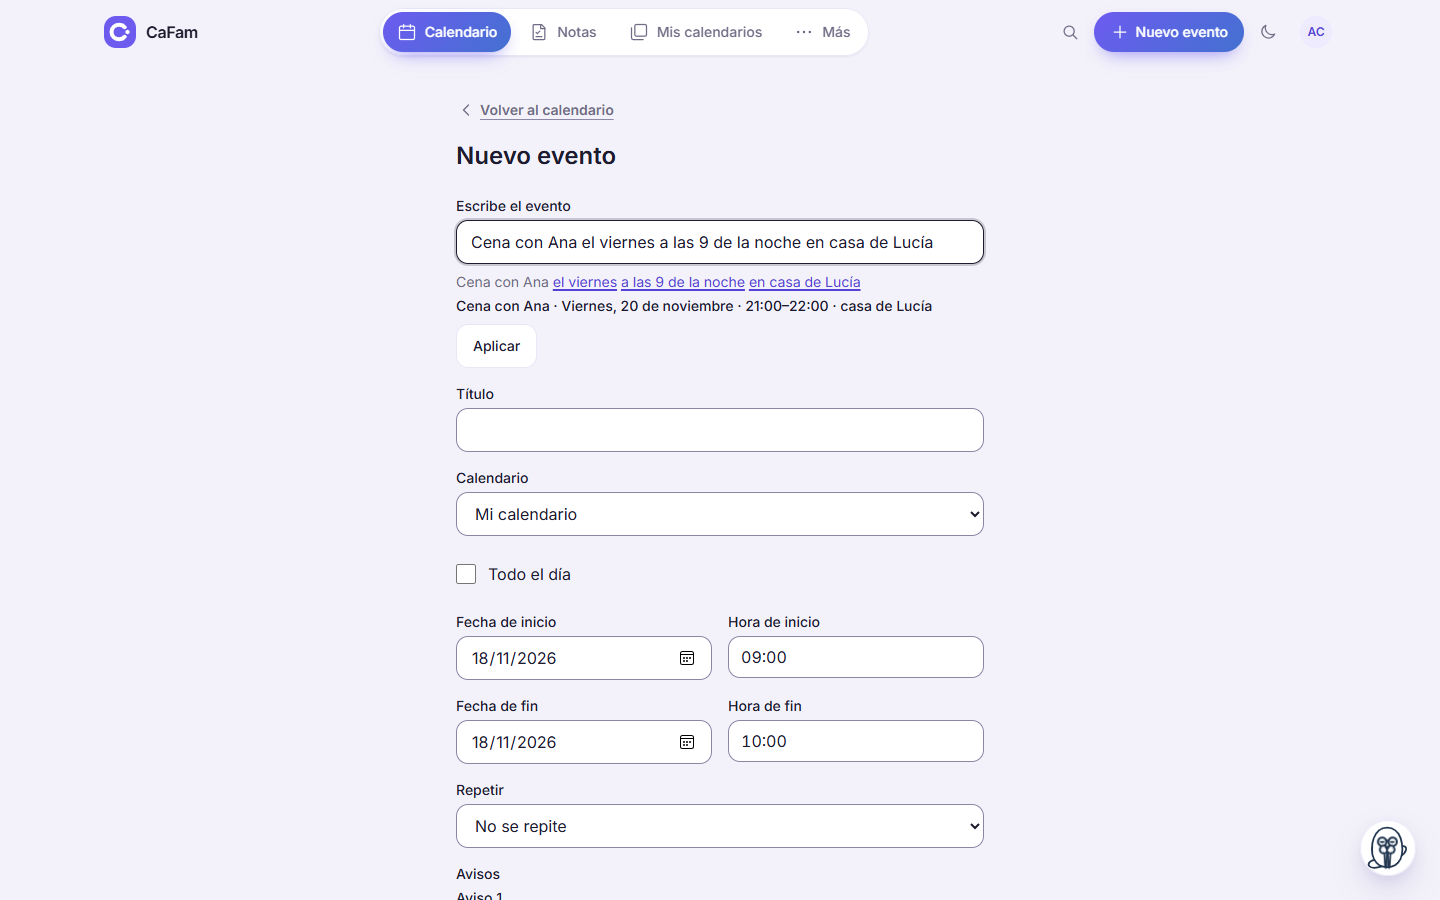 CaFam
Calendario
Notas
Mis calendarios
Más
Nuevo evento
AC
Volver al calendario
Nuevo evento
Escribe el evento
Cena con Ana el viernes a las 9 de la noche en casa de Lucía
Cena con Ana el viernes a las 9 de la noche en casa de Lucía
Cena con Ana · Viernes, 20 de noviembre · 21:00–22:00 · casa de Lucía
Aplicar
Título
Calendario
Mi calendario
Todo el día
Fecha de inicio
Hora de inicio
18/11/2026
09:00
Fecha de fin
Hora de fin
18/11/2026
10:00
Repetir
No se repite
Avisos
Aviso 1